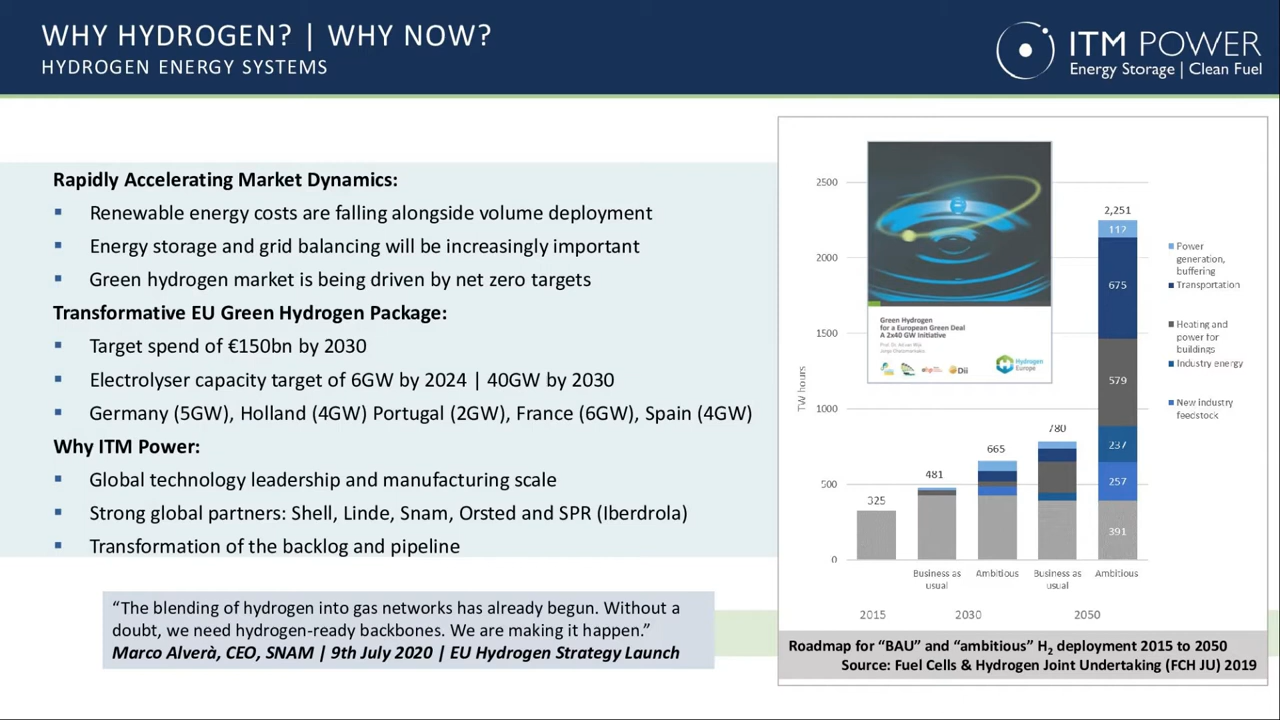 WHY HYDROGEN? | WHY NOW?
HYDROGEN ENERGY SYSTEMS
ITM POWER
Energy Storage | Clean Fuel
Rapidly Accelerating Market Dynamics:
▪ Renewable energy costs are falling alongside volume deployment
▪ Energy storage and grid balancing will be increasingly important
▪ Green hydrogen market is being driven by net zero targets
Transformative EU Green Hydrogen Package:
▪ Target spend of €150bn by 2030
▪ Electrolyser capacity target of 6GW by 2024 | 40GW by 2030
▪ Germany (5GW), Holland (4GW) Portugal (2GW), France (6GW), Spain (4GW)
Why ITM Power:
▪ Global technology leadership and manufacturing scale
▪ Strong global partners: Shell, Linde, Snam, Orsted and SPR (Iberdrola)
▪ Transformation of the backlog and pipeline
“The blending of hydrogen into gas networks has already begun. Without a
doubt, we need hydrogen-ready backbones. We are making it happen.”
Marco Alverà, CEO, SNAM | 9th July 2020 | EU Hydrogen Strategy Launch
Green Hydrogen
for a European Green Deal
A 2x40 GW Initiative
Hydrogen
Europe
Dii
TW hours
2500
2000
1500
1000
500
0
325
481
665
780
2,251
112
675
579
237
257
391
Business as
usual
Ambitious
Business as
usual
Ambitious
2015
2030
2050
Power
generation,
buffering
Transportation
Heating and
power for
buildings
Industry energy
New industry
feedstock
Roadmap for “BAU” and “ambitious” H2 deployment 2015 to 2050
Source: Fuel Cells & Hydrogen Joint Undertaking (FCH JU) 2019